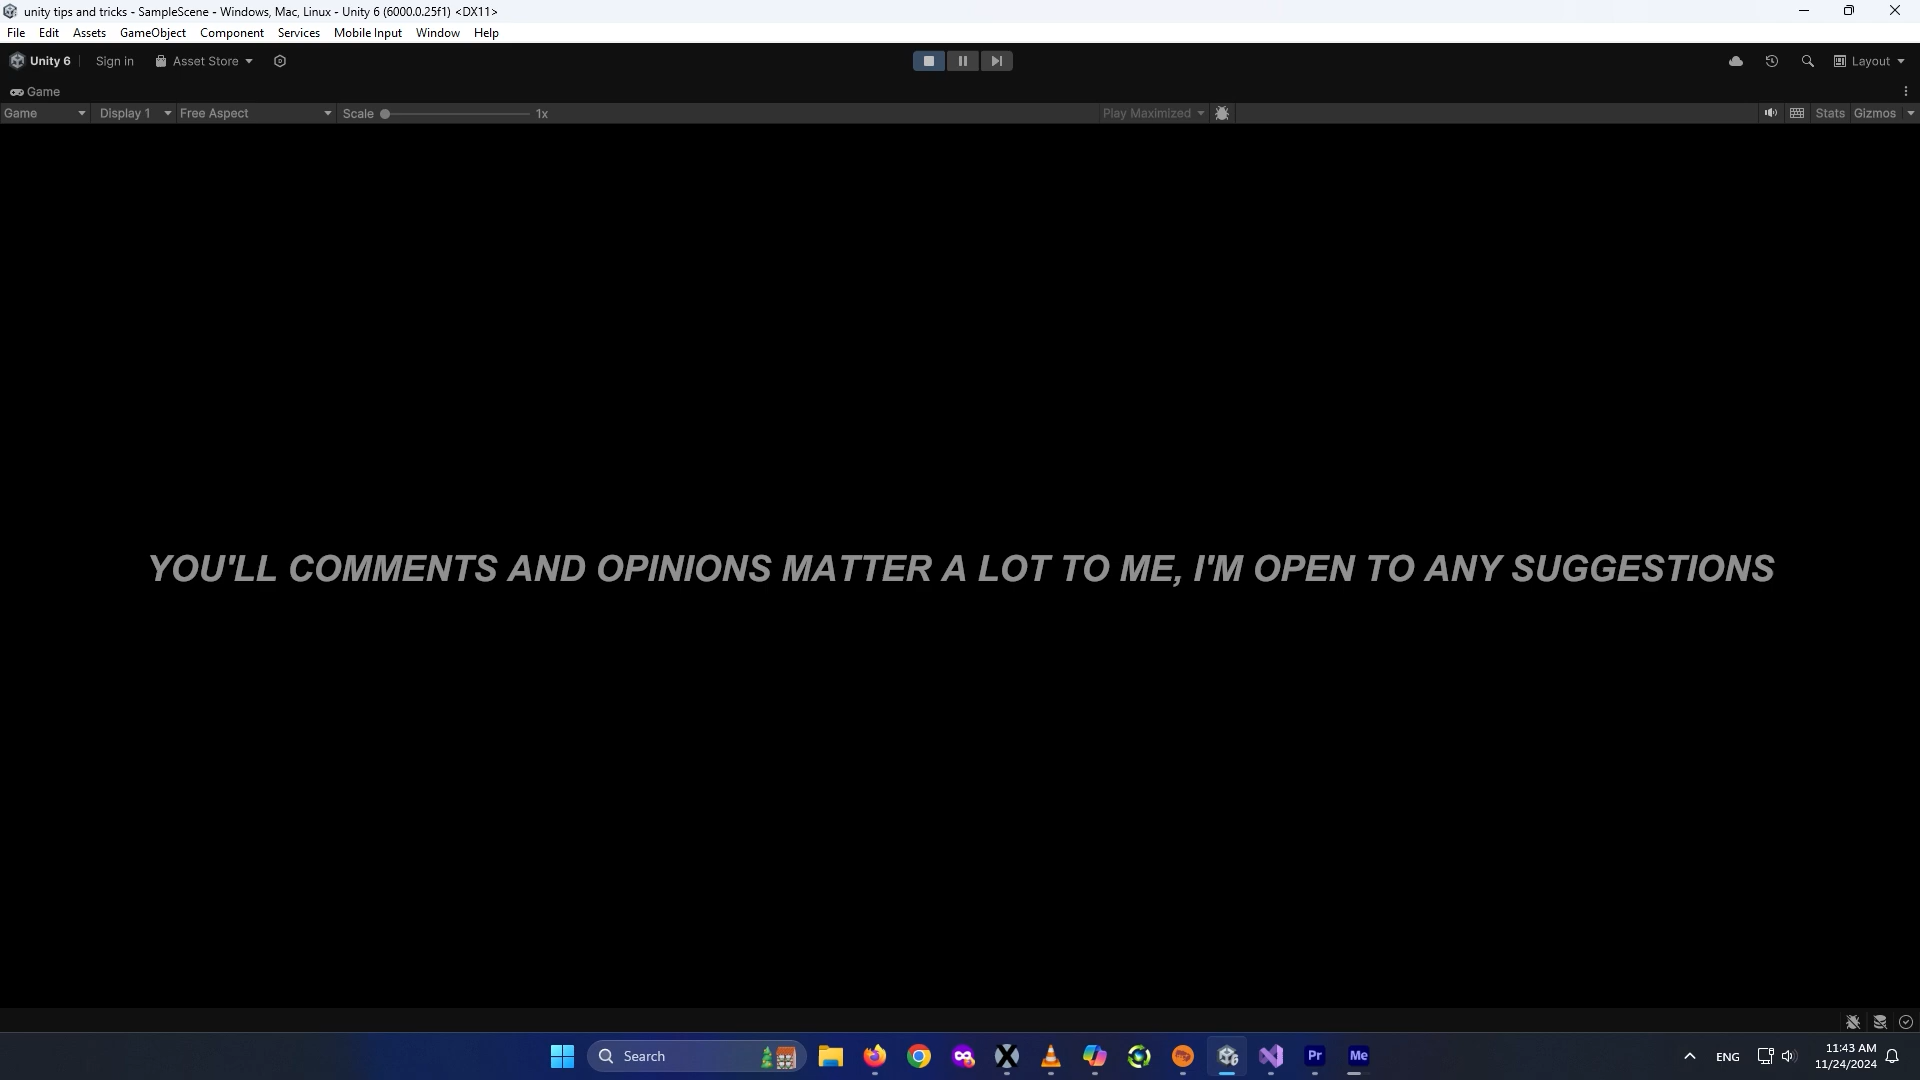 unity tips and tricks - SampleScene - Windows, Mac, Linux - Unity 6 (6000.0.25f1) <DX11>
File Edit Assets GameObject Component Services Mobile Input Window Help
Unity 6 Sign in Asset Store Layout
Game
Game Display 1 Free Aspect Scale 1x Play Maximized Stats Gizmos
YOU'LL COMMENTS AND OPINIONS MATTER A LOT TO ME, I'M OPEN TO ANY SUGGESTIONS
Search Pr Me ENG 11:43 AM
11/24/2024